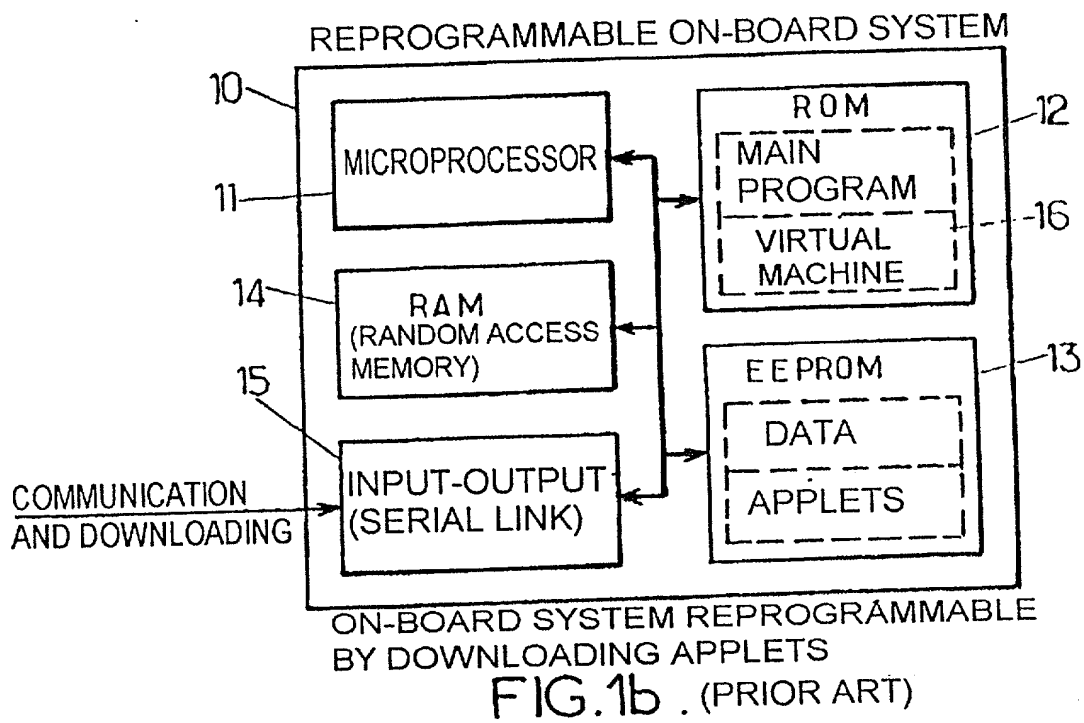 REPROGRAMMABLE ON-BOARD SYSTEM
10
MICROPROCESSOR
11
ROM
12
MAIN
PROGRAM
16
VIRTUAL
MACHINE
14
RAM
(RANDOM ACCESS
MEMORY)
EEPROM
13
DATA
APPLETS
15
INPUT-OUTPUT
(SERIAL LINK)
COMMUNICATION
AND DOWNLOADING
ON-BOARD SYSTEM REPROGRAMMABLE
BY DOWNLOADING APPLETS
FIG.1b . (PRIOR ART)